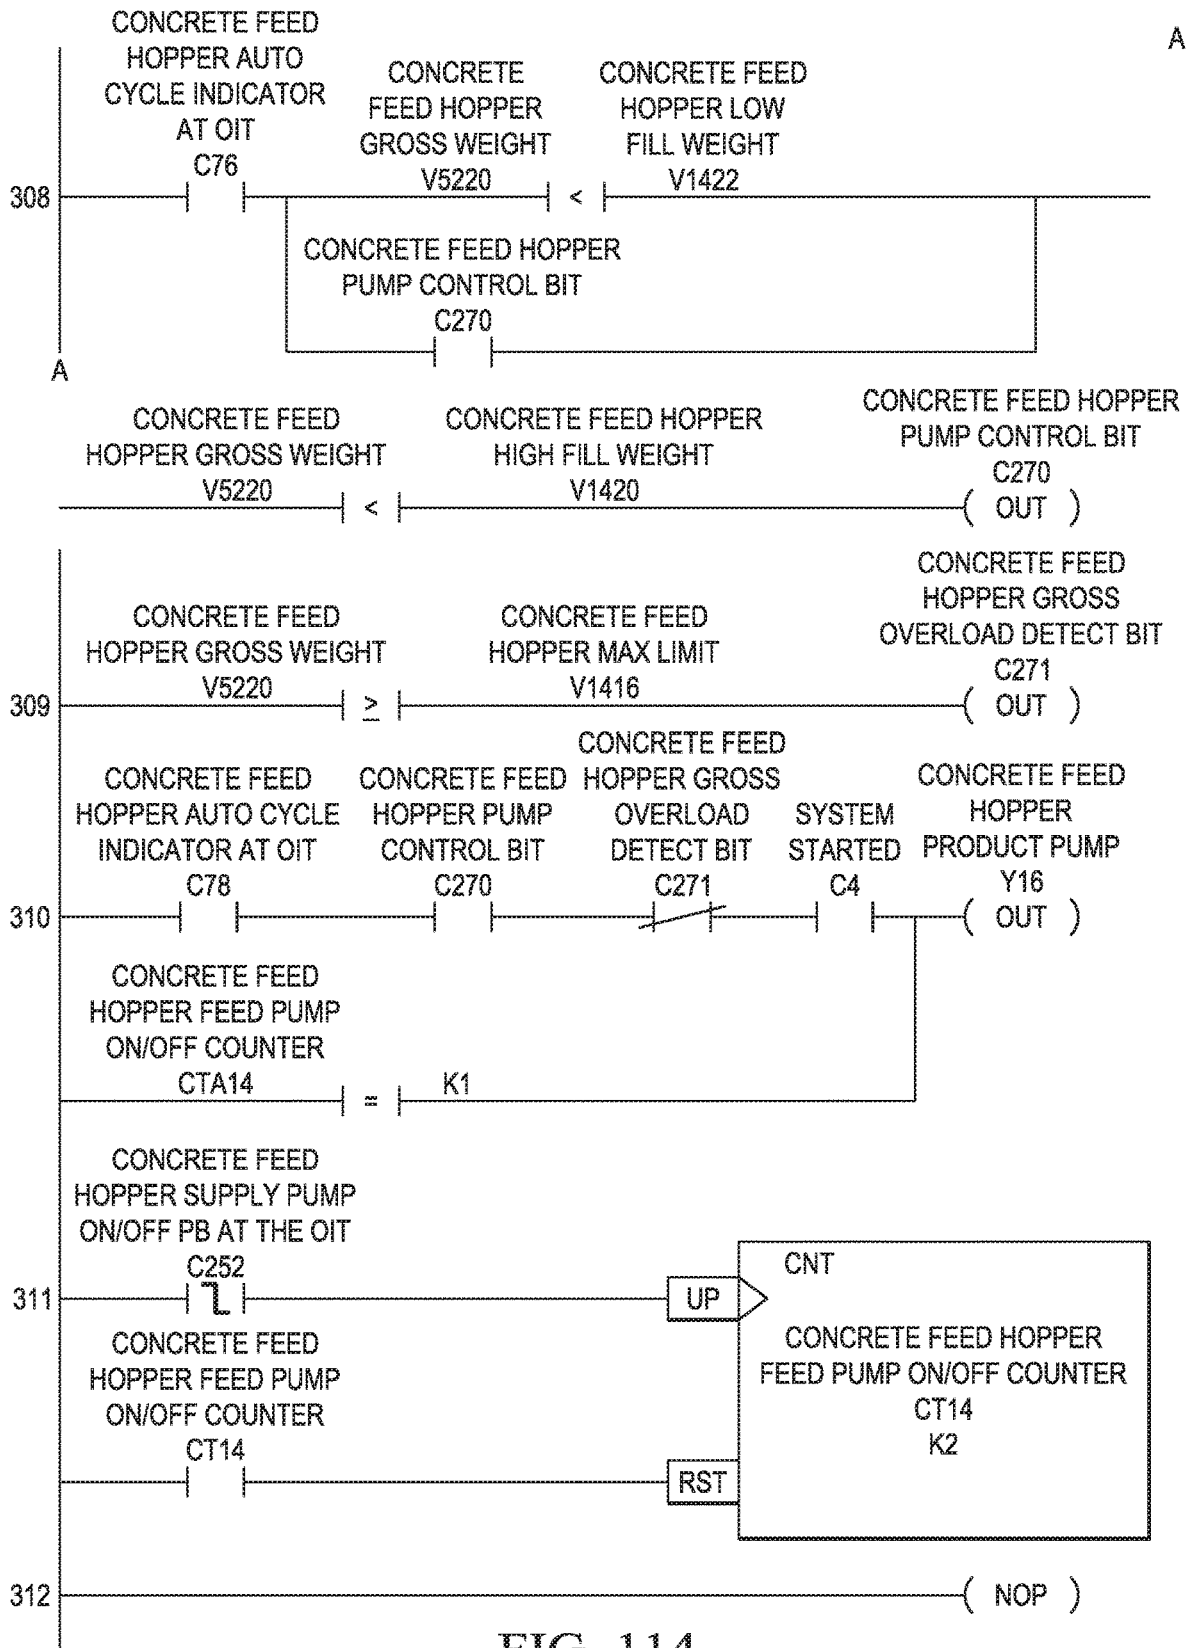 CONCRETE FEED
HOPPER AUTO
CYCLE INDICATOR
AT OIT
C76
CONCRETE
FEED HOPPER
GROSS WEIGHT
V5220
<
CONCRETE FEED
HOPPER LOW
FILL WEIGHT
V1422
A
308
CONCRETE FEED HOPPER
PUMP CONTROL BIT
C270
A
CONCRETE FEED
HOPPER GROSS WEIGHT
V5220
<
CONCRETE FEED HOPPER
HIGH FILL WEIGHT
V1420
CONCRETE FEED HOPPER
PUMP CONTROL BIT
C270
( OUT )
309
CONCRETE FEED
HOPPER GROSS WEIGHT
V5220
≥
CONCRETE FEED
HOPPER MAX LIMIT
V1416
CONCRETE FEED
HOPPER GROSS
OVERLOAD DETECT BIT
C271
( OUT )
310
CONCRETE FEED
HOPPER AUTO CYCLE
INDICATOR AT OIT
C78
CONCRETE FEED
HOPPER PUMP
CONTROL BIT
C270
CONCRETE FEED
HOPPER GROSS
OVERLOAD
DETECT BIT
C271
SYSTEM
STARTED
C4
CONCRETE FEED
HOPPER
PRODUCT PUMP
Y16
( OUT )
CONCRETE FEED
HOPPER FEED PUMP
ON/OFF COUNTER
CTA14
=
K1
311
CONCRETE FEED
HOPPER SUPPLY PUMP
ON/OFF PB AT THE OIT
C252
UP
CNT
CONCRETE FEED HOPPER
FEED PUMP ON/OFF COUNTER
CT14
K2
CONCRETE FEED
HOPPER FEED PUMP
ON/OFF COUNTER
CT14
RST
312
( NOP )
FIG. 114